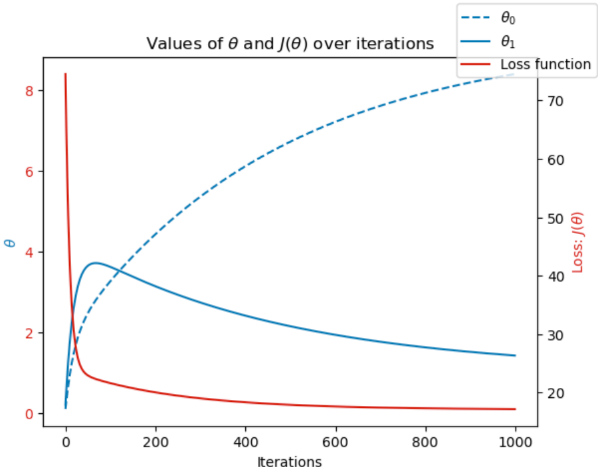 θ₀
θ₁
Loss function
Values of θ and J(θ) over iterations
8
6
4
2
0
θ
70
60
50
40
30
20
Loss: J(θ)
0 200 400 600 800 1000
Iterations